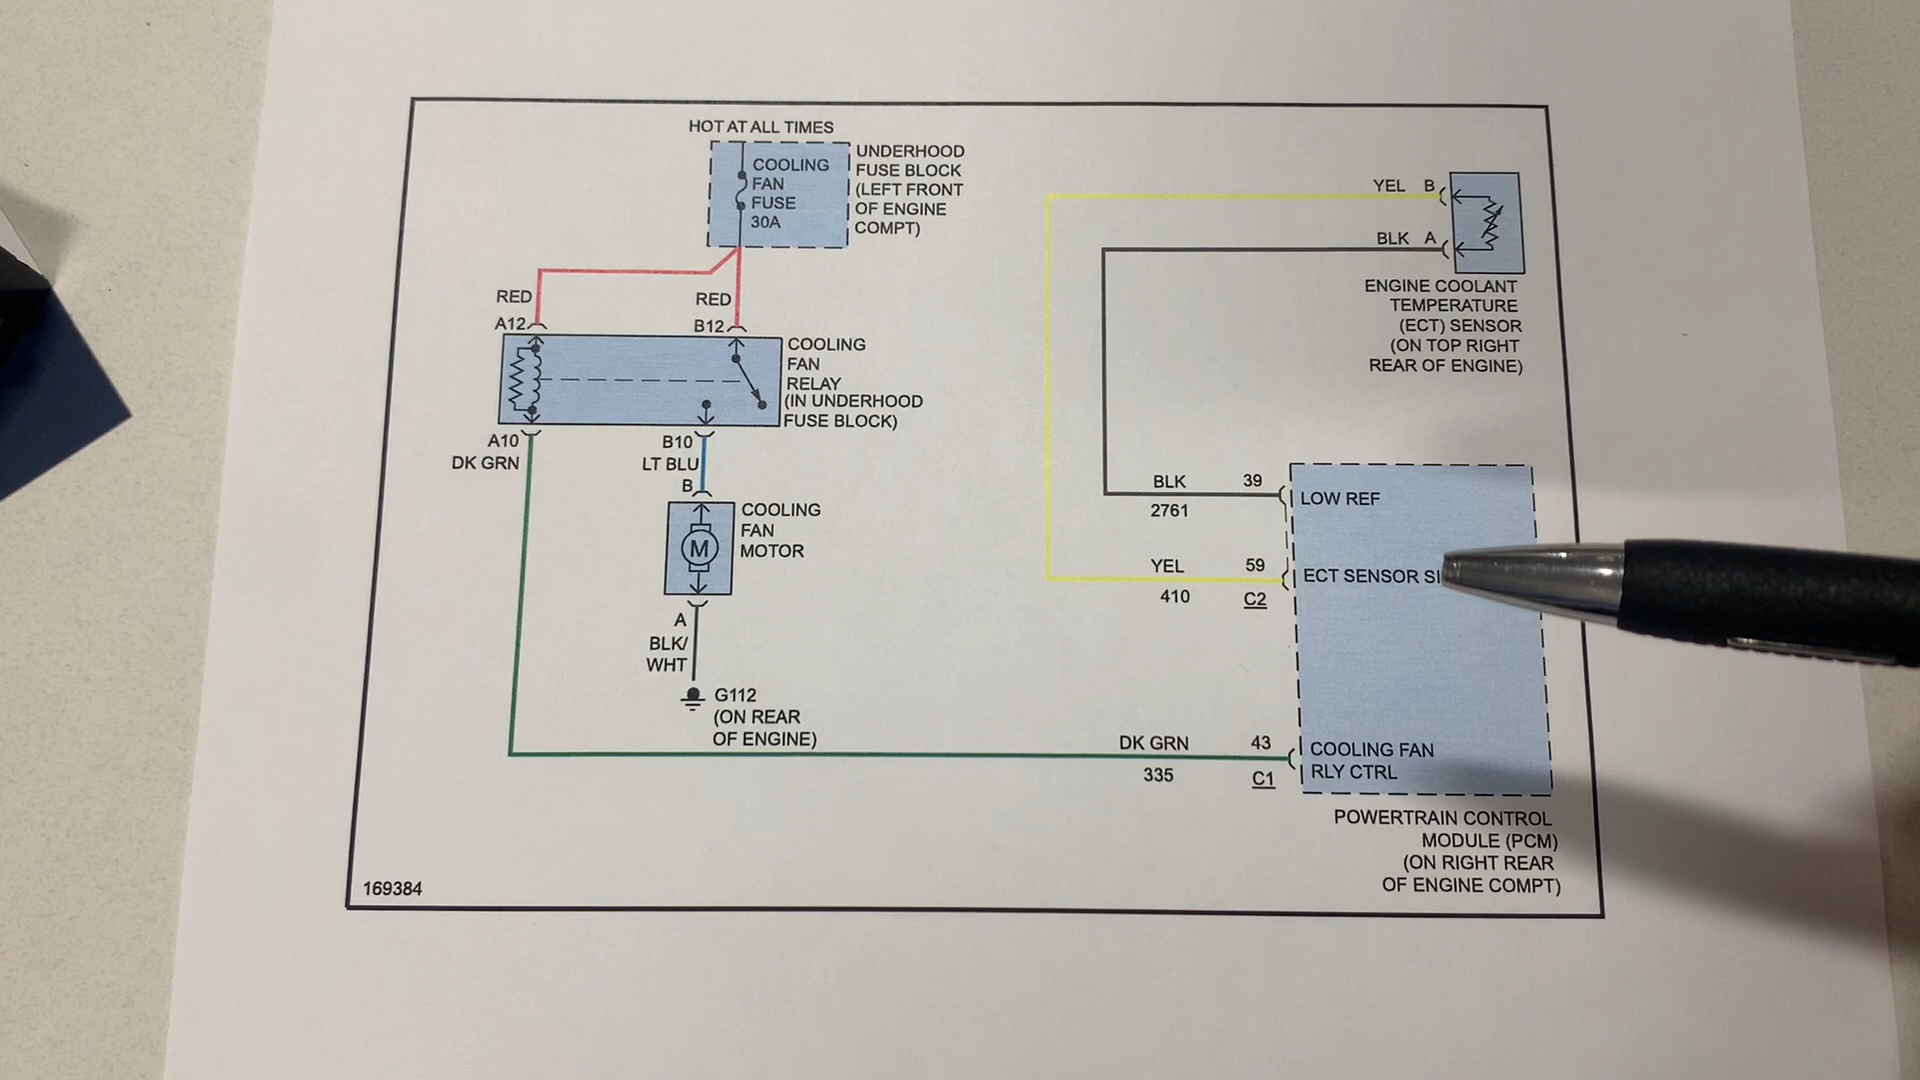 HOT AT ALL TIMES
COOLING
FAN
FUSE
30A
UNDERHOOD
FUSE BLOCK
(LEFT FRONT
OF ENGINE
COMPT)
RED
A12
RED
B12
COOLING
FAN
RELAY
(IN UNDERHOOD
FUSE BLOCK)
A10
DK GRN
B10
LT BLU
B
COOLING
FAN
MOTOR
M
A
BLK/
WHT
G112
(ON REAR
OF ENGINE)
YEL B
BLK A
ENGINE COOLANT
TEMPERATURE
(ECT) SENSOR
(ON TOP RIGHT
REAR OF ENGINE)
BLK 39
2761
LOW REF
YEL 59
410 C2
ECT SENSOR
DK GRN 43
335 C1
COOLING FAN
RLY CTRL
POWERTRAIN CONTROL
MODULE (PCM)
(ON RIGHT REAR
OF ENGINE COMPT)
169384